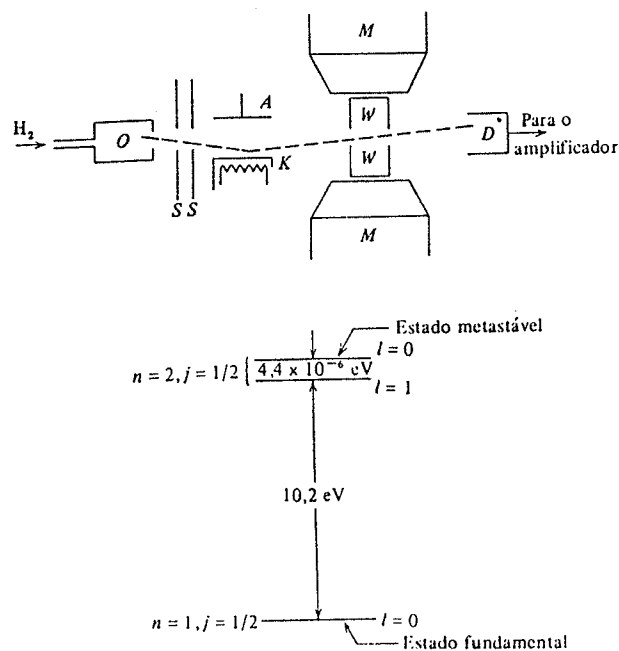 M
A
W
H₂
O
D
Para o
amplificador
W
K
S S
M
Estado metastável
l = 0
n = 2, j = 1/2 { 4,4 × 10⁻⁶ eV
l = 1
10,2 eV
n = 1, j = 1/2
l = 0
Estado fundamental